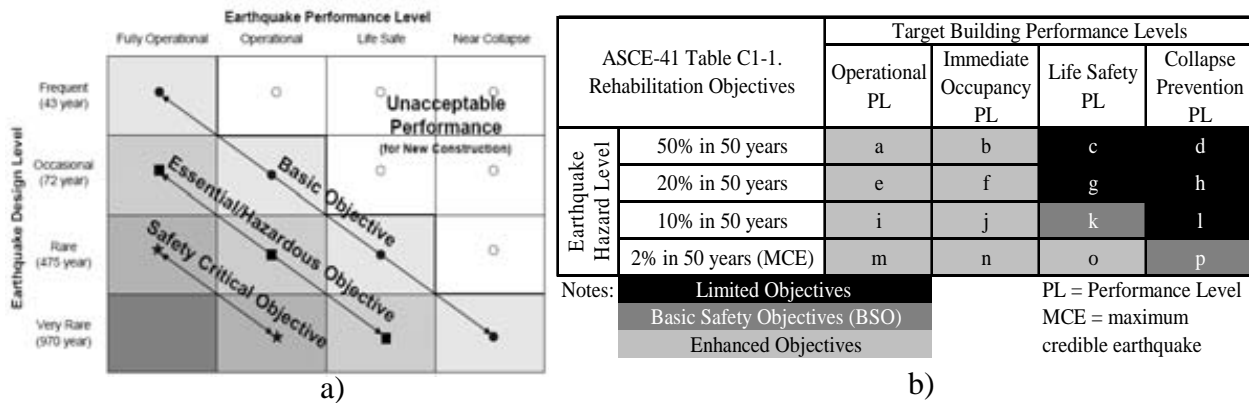 Earthquake Performance Level
Fully Operational
Operational
Life Safe
Near Collapse
Earthquake Design Level
Frequent
(43 year)
Occasional
(72 year)
Rare
(475 year)
Very Rare
(970 year)
Unacceptable
Performance
(for New Construction)
Basic Objective
Essential/Hazardous Objective
Safety Critical Objective
a)
ASCE-41 Table C1-1.
Rehabilitation Objectives
Target Building Performance Levels
Operational
PL
Immediate
Occupancy
PL
Life Safety
PL
Collapse
Prevention
PL
Earthquake
Hazard Level
50% in 50 years a b c d
20% in 50 years e f g h
10% in 50 years i j k l
2% in 50 years (MCE) m n o p
Notes:
Limited Objectives
Basic Safety Objectives (BSO)
Enhanced Objectives
PL = Performance Level
MCE = maximum
credible earthquake
b)